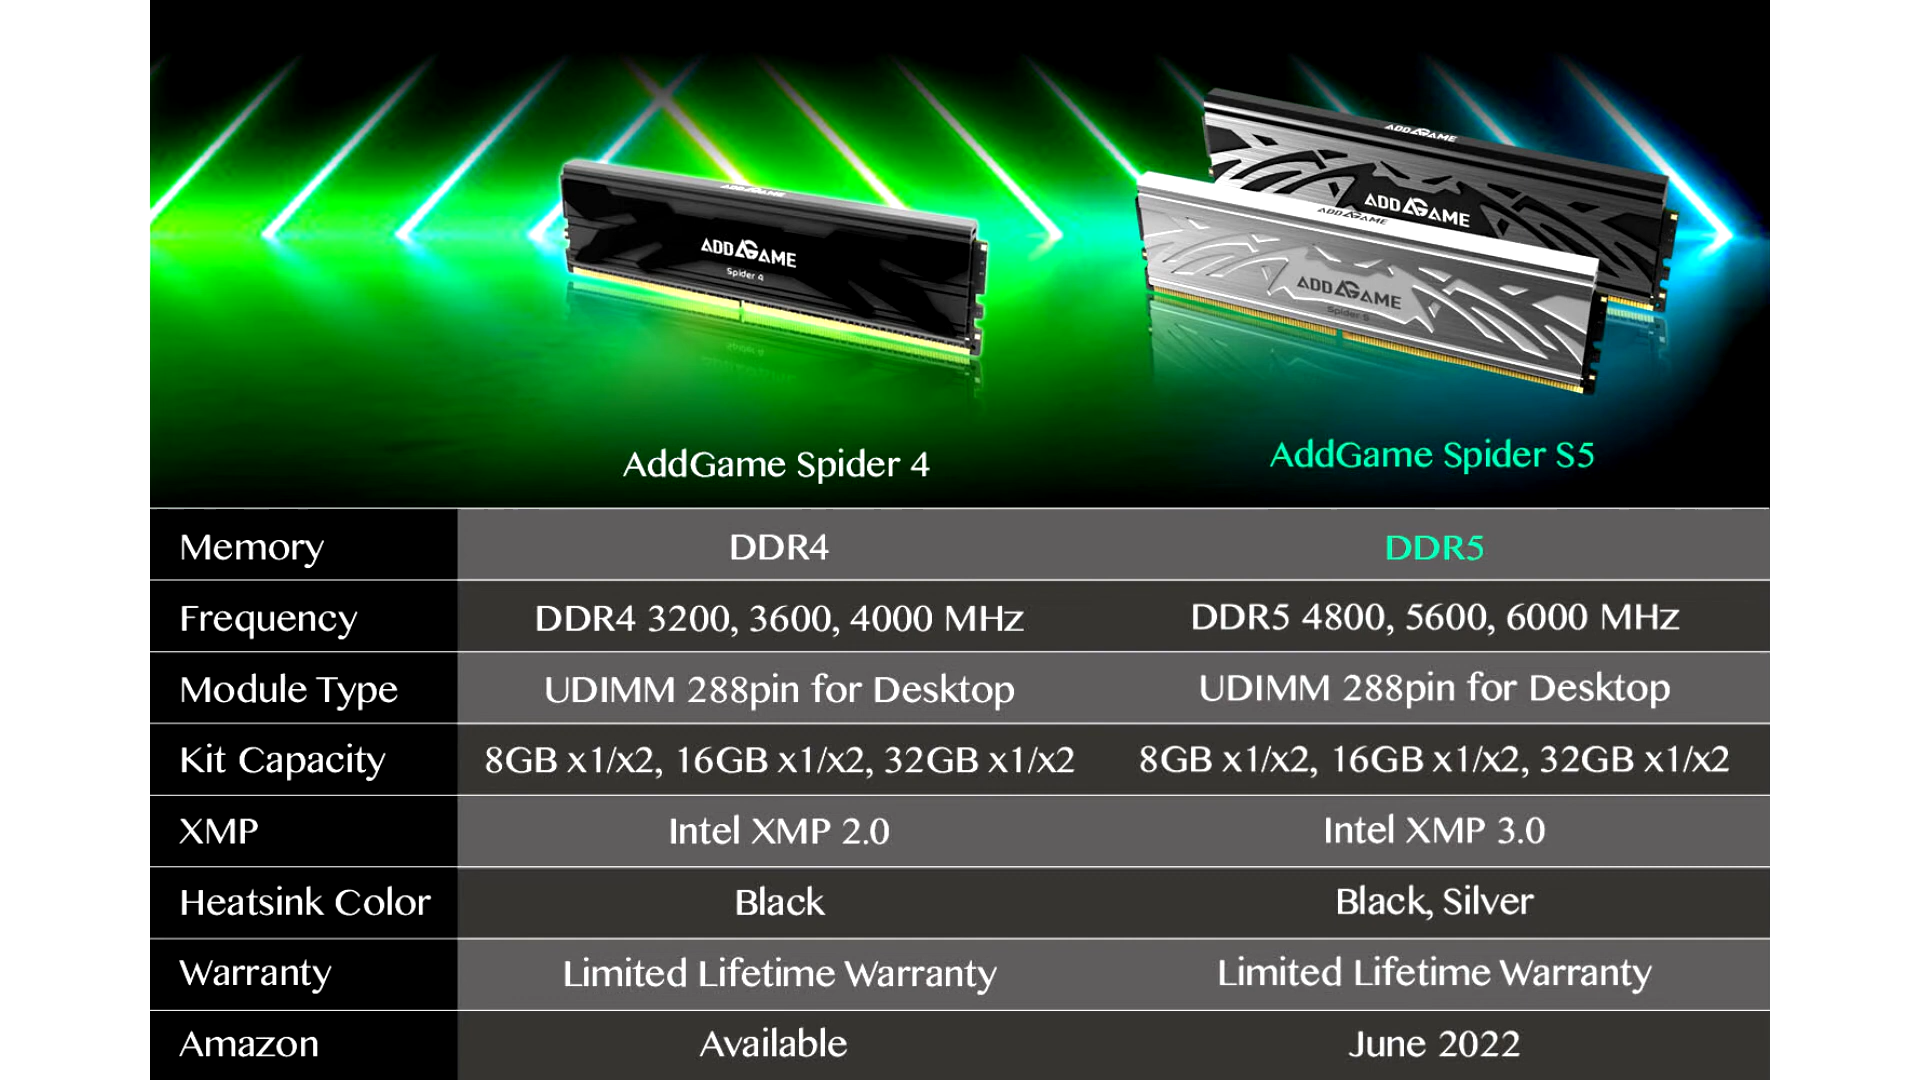 ADDGAME
ADDGAME
ADDGAME
ADDGAME
Spider 4
ADDGAME
ADDGAME
ADDGAME
Spider 5
AddGame Spider 4
AddGame Spider S5
Memory DDR4 DDR5
Frequency DDR4 3200, 3600, 4000 MHz DDR5 4800, 5600, 6000 MHz
Module Type UDIMM 288pin for Desktop UDIMM 288pin for Desktop
Kit Capacity 8GB x1/x2, 16GB x1/x2, 32GB x1/x2 8GB x1/x2, 16GB x1/x2, 32GB x1/x2
XMP Intel XMP 2.0 Intel XMP 3.0
Heatsink Color Black Black, Silver
Warranty Limited Lifetime Warranty Limited Lifetime Warranty
Amazon Available June 2022